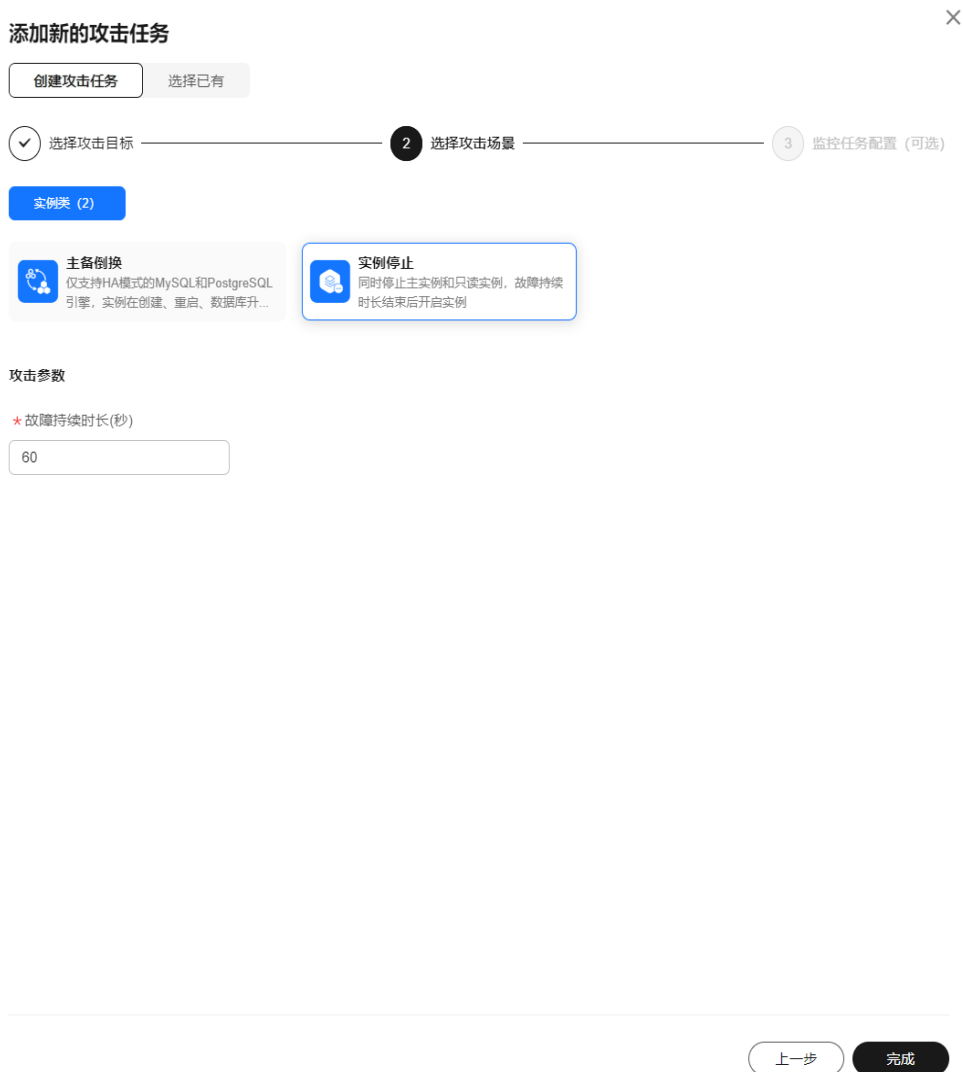 添加新的攻击任务
创建攻击任务 选择已有
选择攻击目标 2 选择攻击场景 3 监控任务配置（可选）
实例类（2）
主备倒换
仅支持HA模式的MySQL和PostgreSQL
引擎，实例在创建、重启、数据库升...
实例停止
同时停止主实例和只读实例，故障持续
时长结束后开启实例
攻击参数
*故障持续时长(秒)
60
上一步 完成